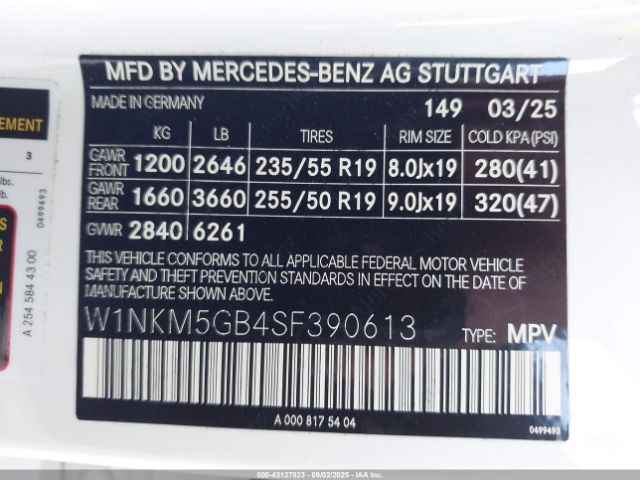 MFD BY MERCEDES-BENZ AG STUTTGART
MADE IN GERMANY 149 03/25
KG LB TIRES RIM SIZE COLD KPA(PSI)
GAWR FRONT 1200 2646 235/55 R19 8.0Jx19 280(41)
GAWR REAR 1660 3660 255/50 R19 9.0Jx19 320(47)
GVWR 2840 6261
THIS VEHICLE CONFORMS TO ALL APPLICABLE FEDERAL MOTOR VEHICLE
SAFETY AND THEFT PREVENTION STANDARDS IN EFFECT ON THE DATE OF
MANUFACTURE SHOWN ABOVE.
W1NKM5GB4SF390613 TYPE: MPV
A 000 817 54 04
0499493
EMENT
3
lbs.
lb.
0499493
A 254 584 43 00
000-43127823 - 09/02/2025 - IAA